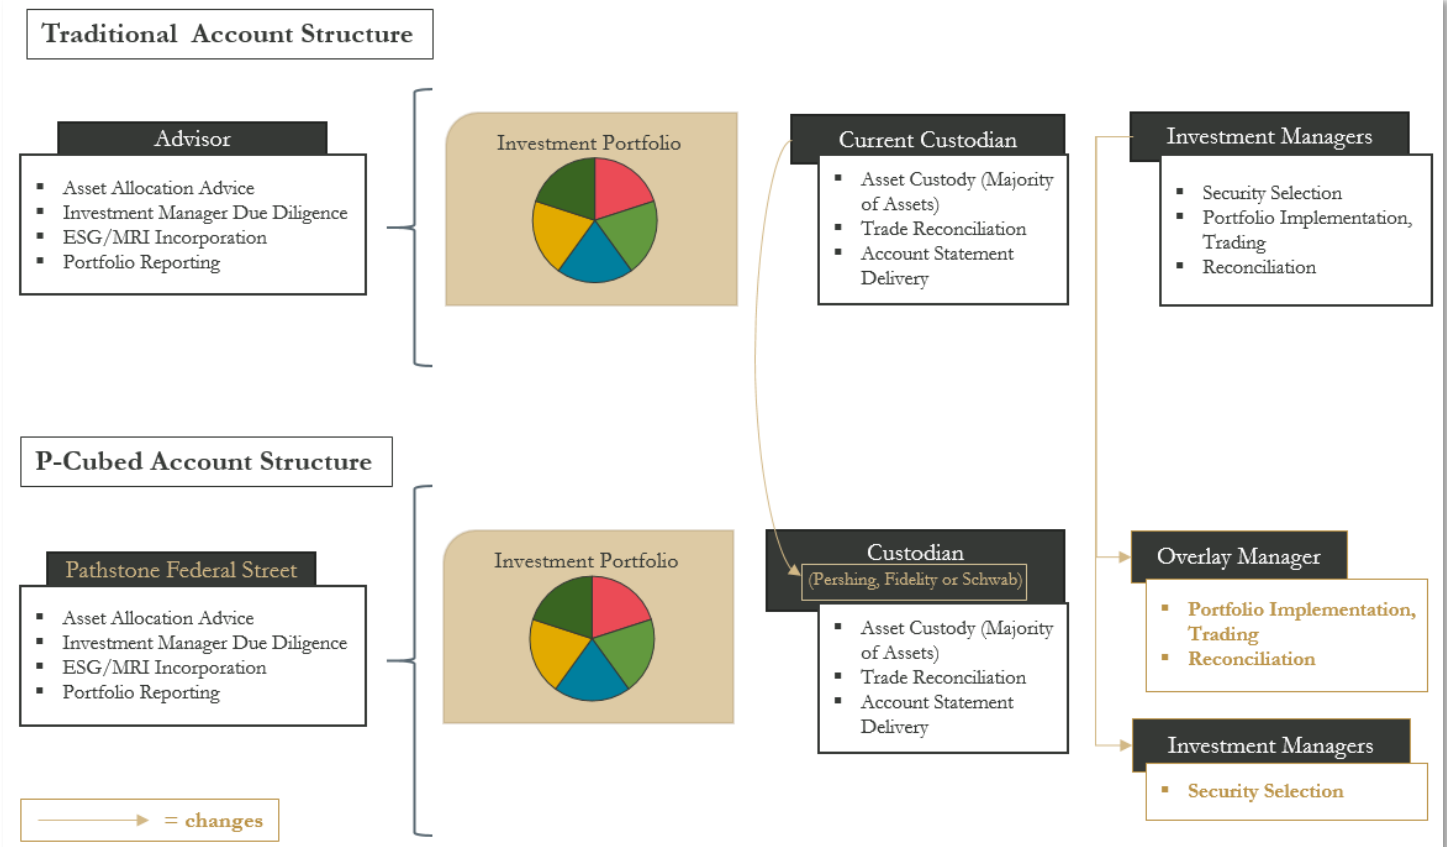 Traditional Account Structure
Advisor
▪ Asset Allocation Advice
▪ Investment Manager Due Diligence
▪ ESG/MRI Incorporation
▪ Portfolio Reporting
Investment Portfolio
Current Custodian
▪ Asset Custody (Majority
of Assets)
▪ Trade Reconciliation
▪ Account Statement
Delivery
Investment Managers
▪ Security Selection
▪ Portfolio Implementation,
Trading
▪ Reconciliation
P-Cubed Account Structure
Pathstone Federal Street
▪ Asset Allocation Advice
▪ Investment Manager Due Diligence
▪ ESG/MRI Incorporation
▪ Portfolio Reporting
Investment Portfolio
Custodian
(Pershing, Fidelity or Schwab)
▪ Asset Custody (Majority
of Assets)
▪ Trade Reconciliation
▪ Account Statement
Delivery
Overlay Manager
▪ Portfolio Implementation,
Trading
▪ Reconciliation
Investment Managers
▪ Security Selection
= changes